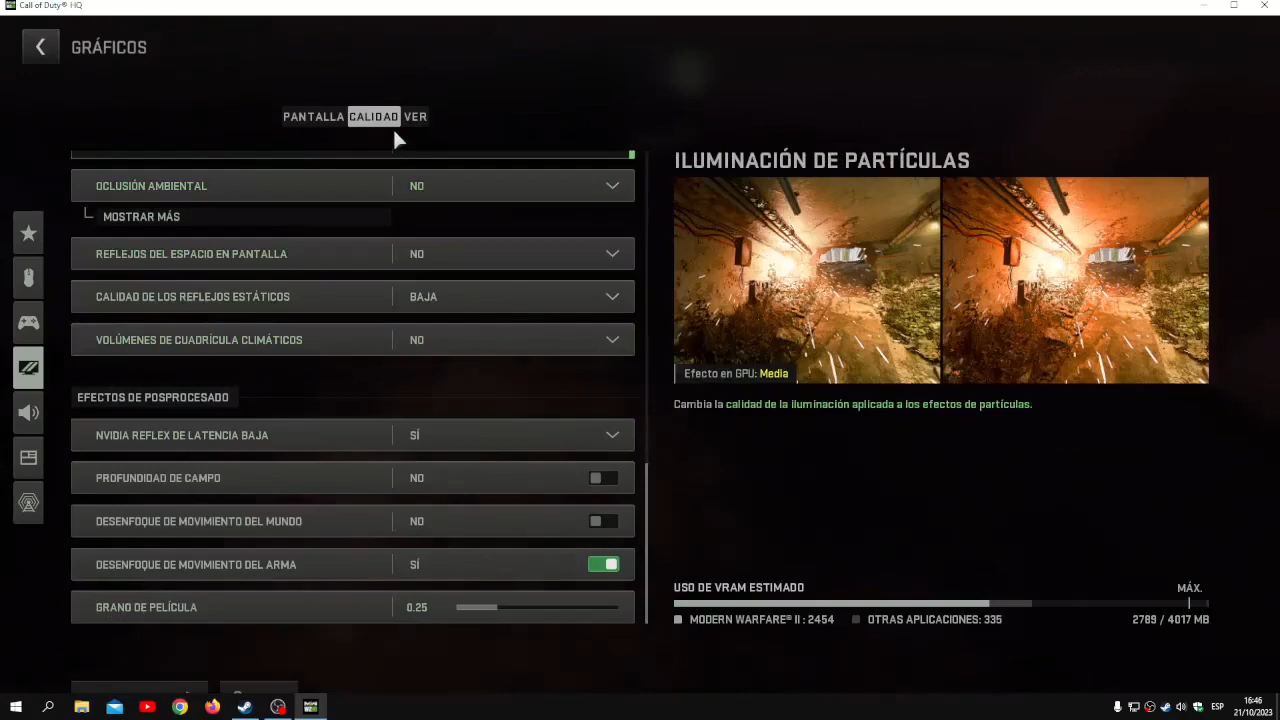 Call of Duty® HQ
GRÁFICOS
PANTALLA CALIDAD VER
OCLUSIÓN AMBIENTAL NO
MOSTRAR MÁS
REFLEJOS DEL ESPACIO EN PANTALLA NO
CALIDAD DE LOS REFLEJOS ESTÁTICOS BAJA
VOLÚMENES DE CUADRÍCULA CLIMÁTICOS NO
EFECTOS DE POSPROCESADO
NVIDIA REFLEX DE LATENCIA BAJA SÍ
PROFUNDIDAD DE CAMPO NO
DESENFOQUE DE MOVIMIENTO DEL MUNDO NO
DESENFOQUE DE MOVIMIENTO DEL ARMA SÍ
GRANO DE PELÍCULA 0.25
ILUMINACIÓN DE PARTÍCULAS
Efecto en GPU: Media
Cambia la calidad de la iluminación aplicada a los efectos de partículas.
USO DE VRAM ESTIMADO MÁX.
MODERN WARFARE® II : 2454 OTRAS APLICACIONES: 335 2789 / 4017 MB
ESP
16:46
21/10/2023